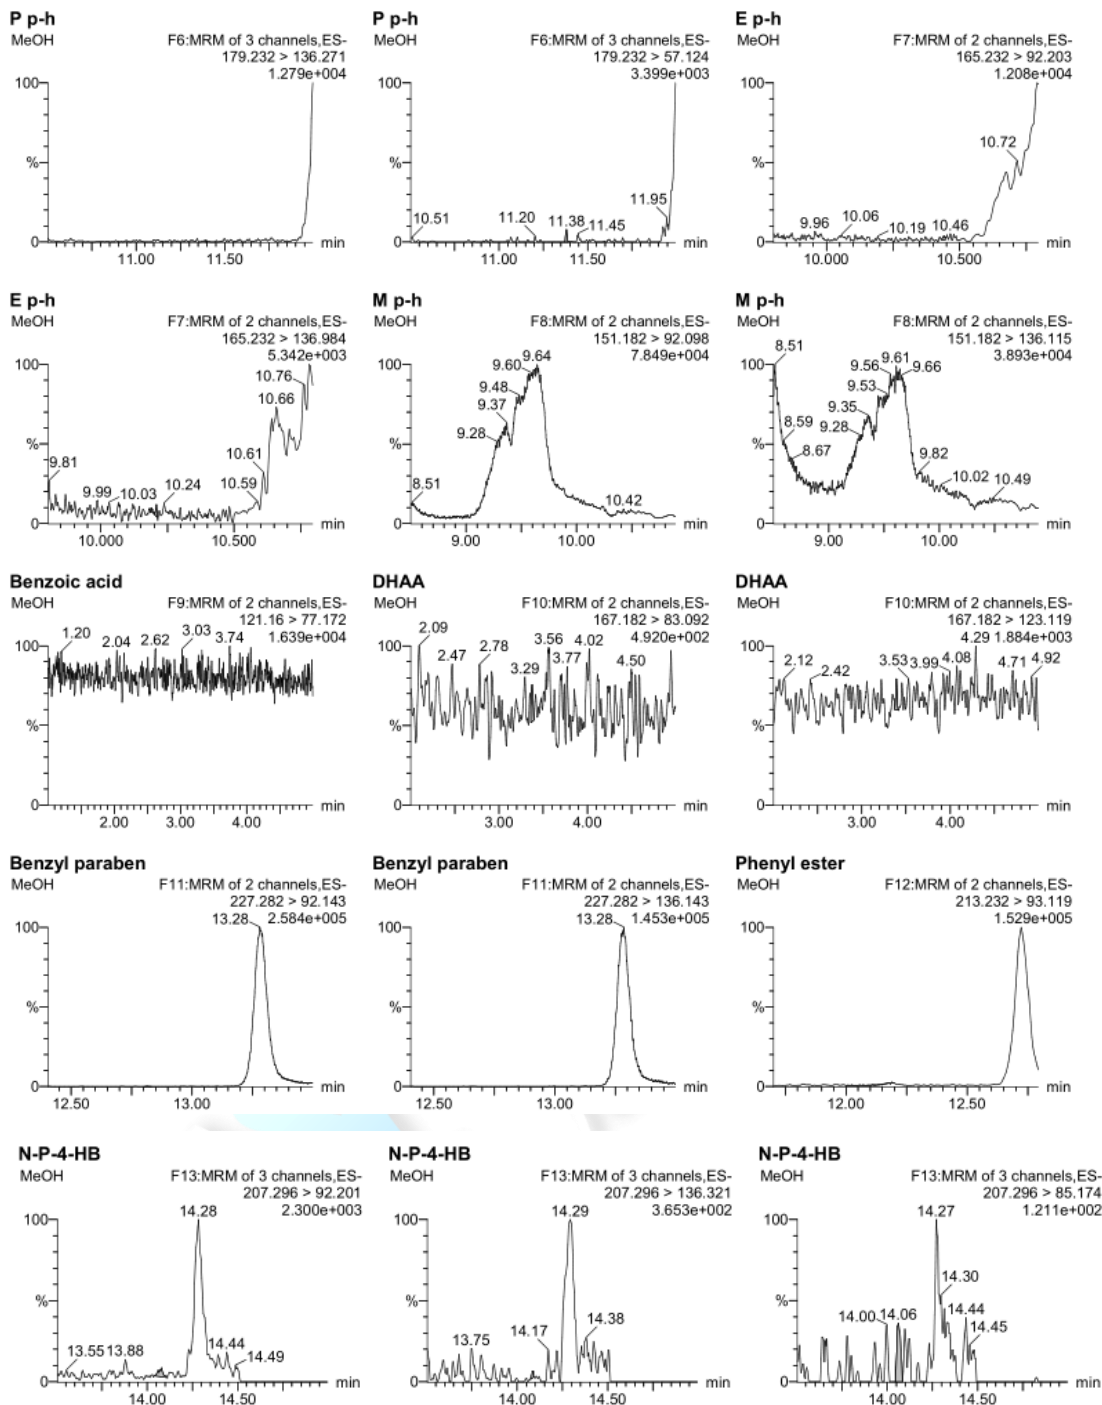 P p-h
MeOH F6:MRM of 3 channels,ES-
179.232 > 136.271
1.279e+004
100
%
0
11.00 11.50 min
P p-h
MeOH F6:MRM of 3 channels,ES-
179.232 > 57.124
3.399e+003
100
%
11.95
10.51 11.20 11.38 11.45
0
11.00 11.50 min
E p-h
MeOH F7:MRM of 2 channels,ES-
165.232 > 92.203
1.208e+004
100
10.72
%
9.96 10.06 10.19 10.46
0
10.000 10.500 min
E p-h
MeOH F7:MRM of 2 channels,ES-
165.232 > 136.984
5.342e+003
100
10.76
10.66
%
10.61
9.81
10.59
9.99 10.03 10.24
0
10.000 10.500 min
M p-h
MeOH F8:MRM of 2 channels,ES-
151.182 > 92.098
7.849e+004
9.64
100
9.60
9.48
9.37
9.28
%
8.51
10.42
0
9.00 10.00 min
M p-h
MeOH F8:MRM of 2 channels,ES-
151.182 > 136.115
3.893e+004
8.51
100
9.61
9.56 9.66
9.53
9.35
8.59 9.28
%
8.67 9.82
10.02 10.49
0
9.00 10.00 min
Benzoic acid
MeOH F9:MRM of 2 channels,ES-
121.16 > 77.172
1.639e+004
100
1.20 2.04 2.62 3.03 3.74
%
0
2.00 3.00 4.00 min
DHAA
MeOH F10:MRM of 2 channels,ES-
167.182 > 83.092
4.920e+002
2.09
100
2.47 2.78 3.29 3.56 3.77 4.02 4.50
%
0
3.00 4.00 min
DHAA
MeOH F10:MRM of 2 channels,ES-
167.182 > 123.119
4.29 1.884e+003
100
2.12 2.42 3.53 3.99 4.08 4.71 4.92
%
0
3.00 4.00 min
Benzyl paraben
MeOH F11:MRM of 2 channels,ES-
227.282 > 92.143
13.28 2.584e+005
100
%
0
12.50 13.00 min
Benzyl paraben
MeOH F11:MRM of 2 channels,ES-
227.282 > 136.143
13.28 1.453e+005
100
%
0
12.50 13.00 min
Phenyl ester
MeOH F12:MRM of 2 channels,ES-
213.232 > 93.119
1.529e+005
100
%
0
12.00 12.50 min
N-P-4-HB
MeOH F13:MRM of 3 channels,ES-
207.296 > 92.201
14.28 2.300e+003
100
%
13.55 13.88 14.44 14.49
0
14.00 14.50 min
N-P-4-HB
MeOH F13:MRM of 3 channels,ES-
207.296 > 136.321
14.29 3.653e+002
100
%
13.75 14.17 14.38
0
14.00 14.50 min
N-P-4-HB
MeOH F13:MRM of 3 channels,ES-
207.296 > 85.174
14.27 1.211e+002
100
14.30
%
14.00 14.06 14.44
14.45
0
14.00 14.50 min